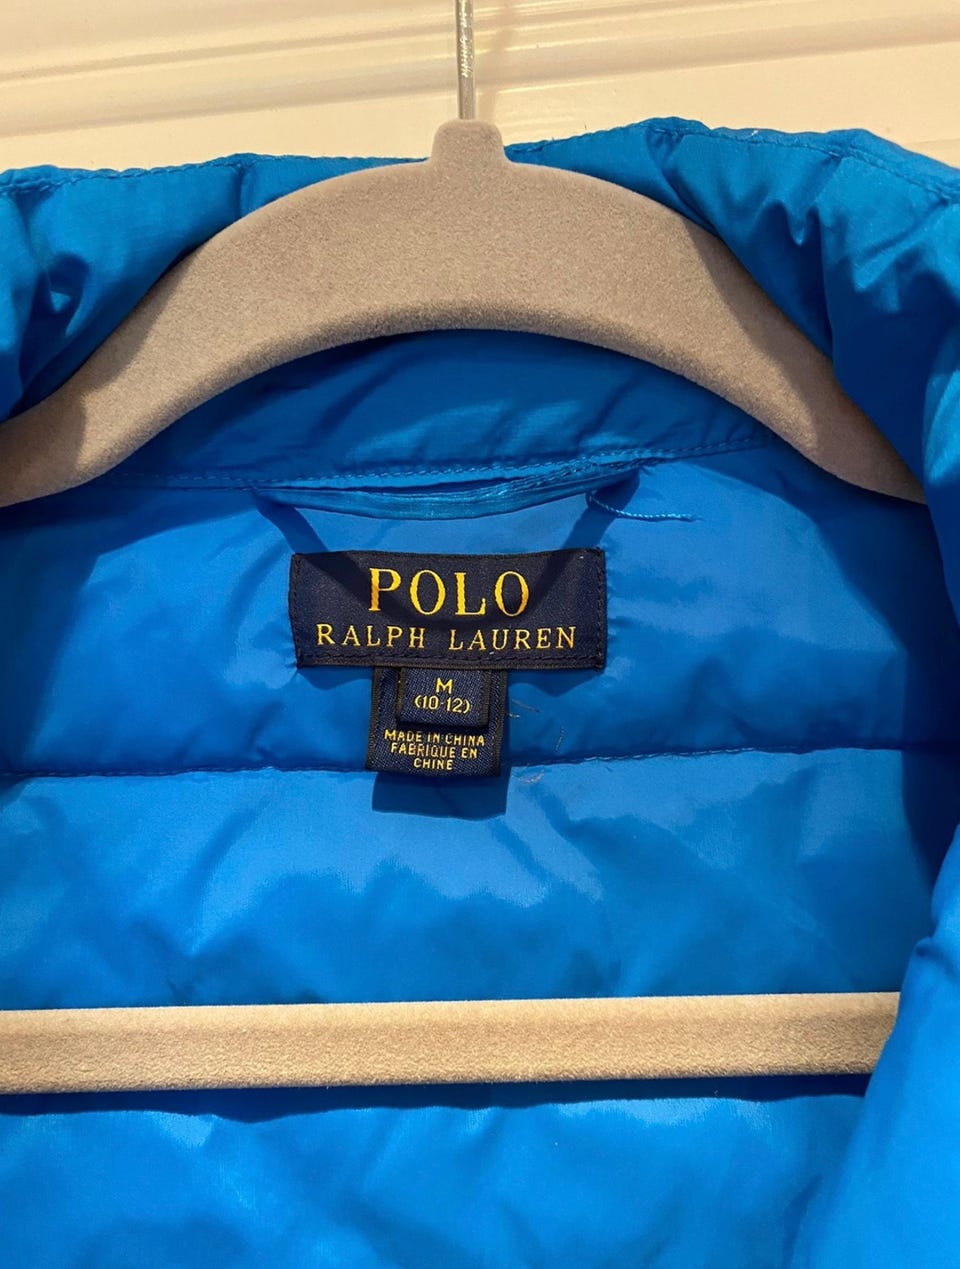 POLO
RALPH LAUREN
M
(10-12)
MADE IN CHINA
FABRIQUE EN
CHINE